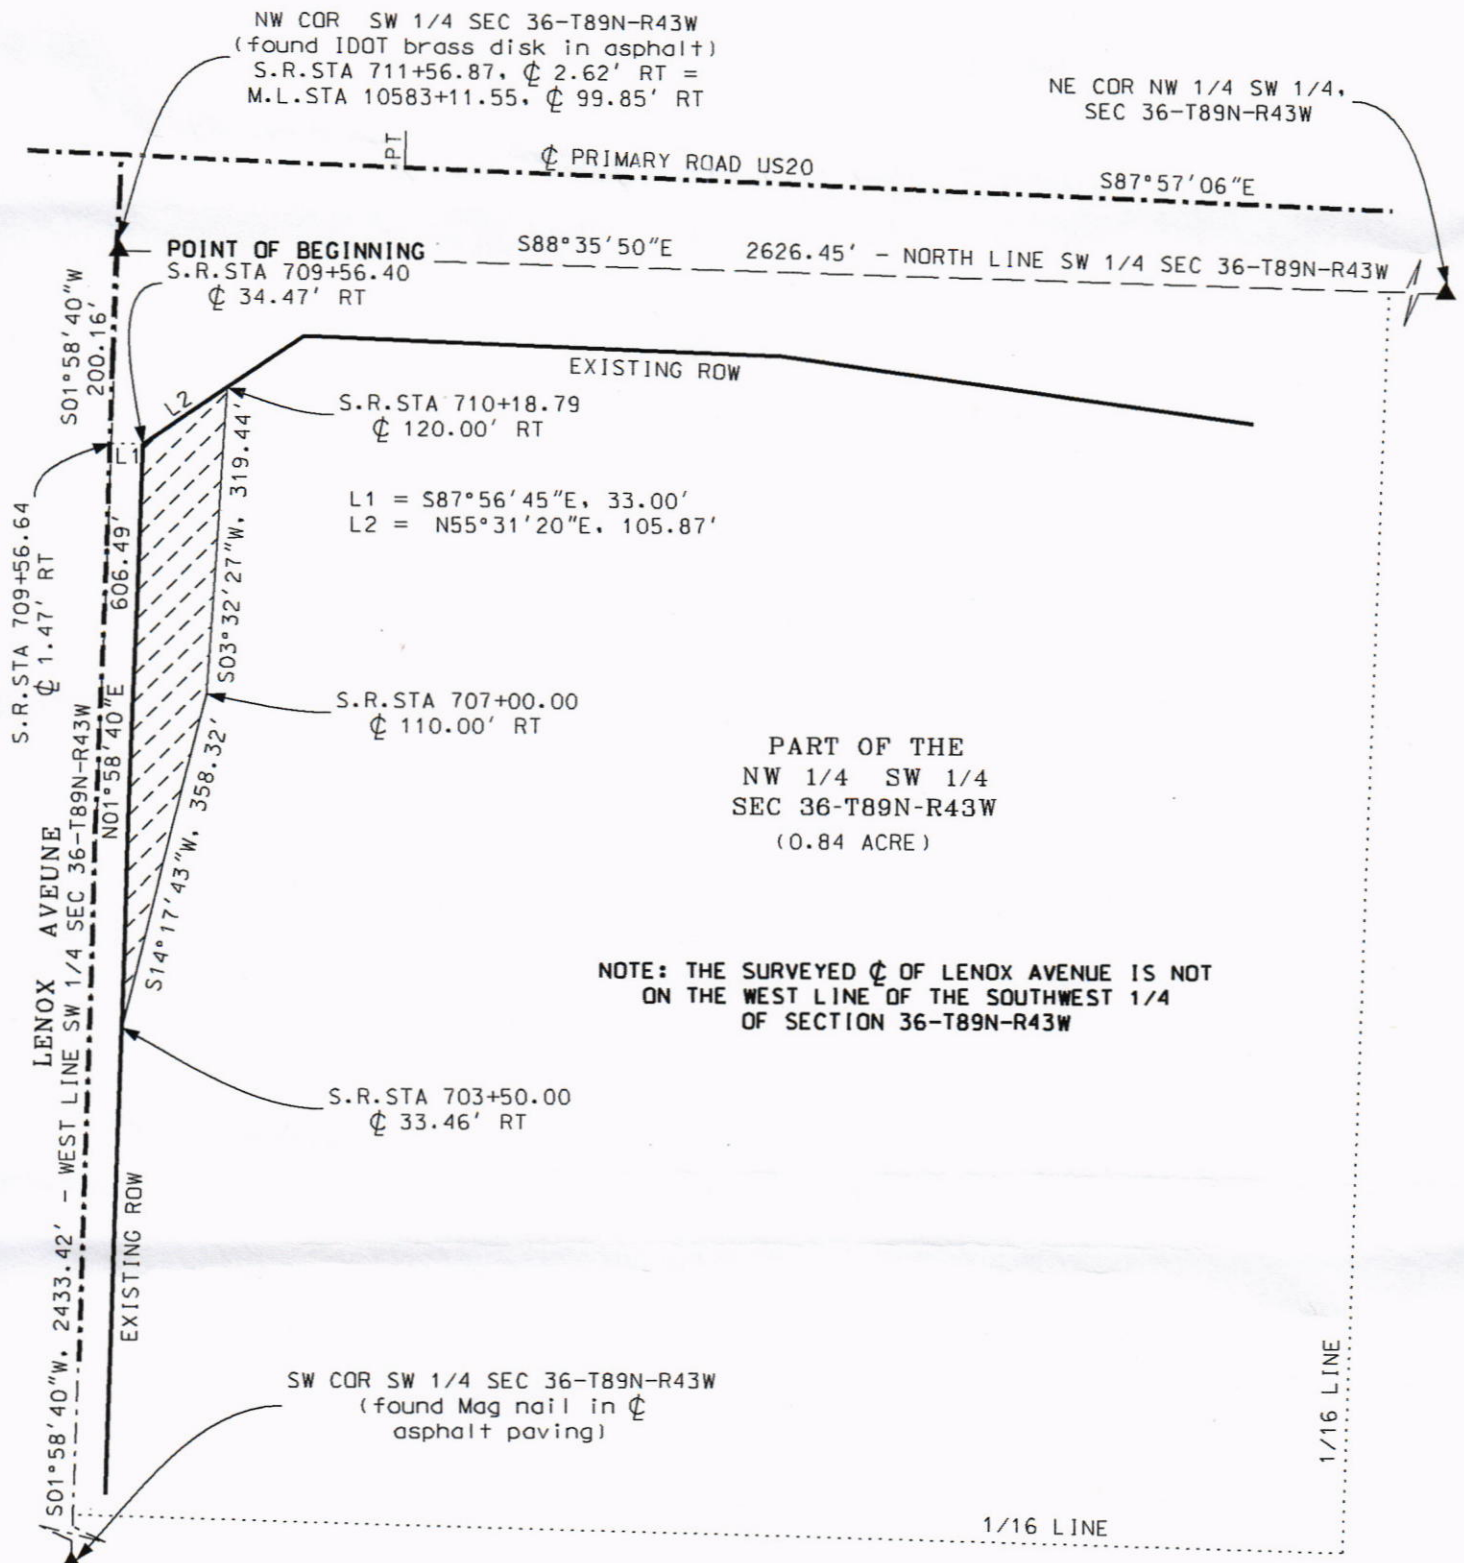 NW COR SW 1/4 SEC 36-T89N-R43W
(found IDOT brass disk in asphalt)
S.R.STA 711+56.87, ℄ 2.62' RT =
M.L.STA 10583+11.55, ℄ 99.85' RT
NE COR NW 1/4 SW 1/4,
SEC 36-T89N-R43W
PT
℄ PRIMARY ROAD US20
S87°57'06"E
POINT OF BEGINNING
S88°35'50"E 2626.45' - NORTH LINE SW 1/4 SEC 36-T89N-R43W
S.R.STA 709+56.40
℄ 34.47' RT
S01°58'40"W
200.16'
EXISTING ROW
L2
S.R.STA 710+18.79
℄ 120.00' RT
L1
L1 = S87°56'45"E, 33.00'
L2 = N55°31'20"E, 105.87'
S03°32'27"W, 319.44'
S.R.STA 709+56.64
℄ 1.47' RT
606.49'
N01°58'40"E
S.R.STA 707+00.00
℄ 110.00' RT
S14°17'43"W, 358.32'
PART OF THE
NW 1/4 SW 1/4
SEC 36-T89N-R43W
(0.84 ACRE)
LENOX AVEUNE
NOTE: THE SURVEYED ℄ OF LENOX AVENUE IS NOT
ON THE WEST LINE OF THE SOUTHWEST 1/4
OF SECTION 36-T89N-R43W
S.R.STA 703+50.00
℄ 33.46' RT
S01°58'40"W, 2433.42' - WEST LINE SW 1/4 SEC 36-T89N-R43W
EXISTING ROW
SW COR SW 1/4 SEC 36-T89N-R43W
(found Mag nail in ℄
asphalt paving)
1/16 LINE
1/16 LINE